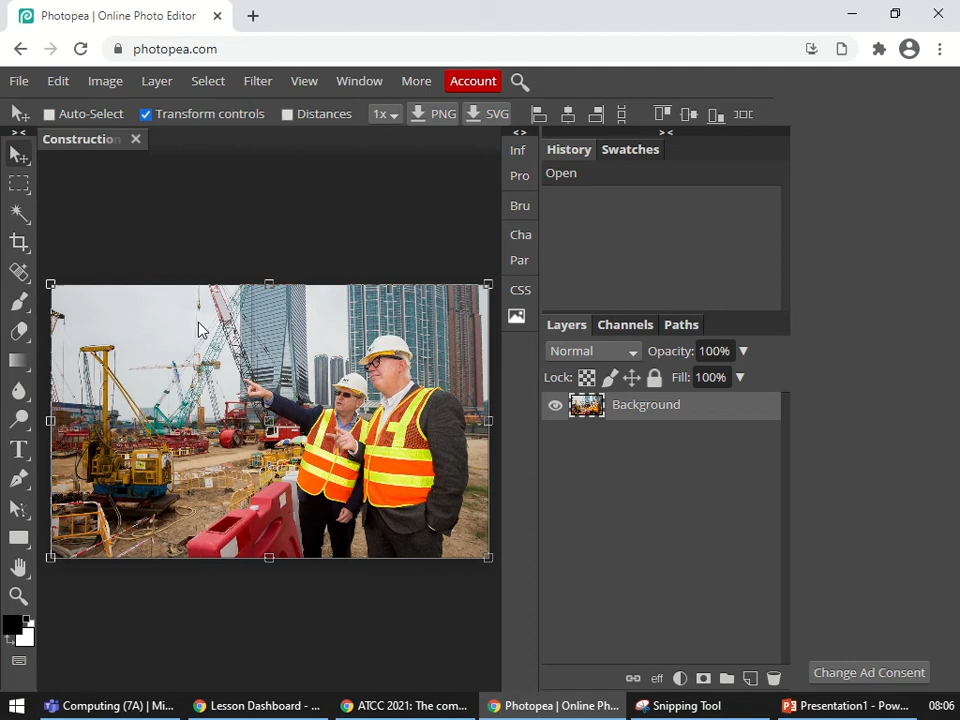 Photopea | Online Photo Editor
photopea.com
File Edit Image Layer Select Filter View Window More Account
Auto-Select Transform controls Distances 1x PNG SVG
> < < > > <
Constructio
Inf
Pro
Bru
Cha
Par
CSS
History Swatches
Open
Layers Channels Paths
Normal Opacity: 100%
Lock: Fill: 100%
Background
eff
Change Ad Consent
Computing (7A) | Mi... Lesson Dashboard - ... ATCC 2021: The com... Photopea | Online Ph... Snipping Tool Presentation1 - Pow... 08:06